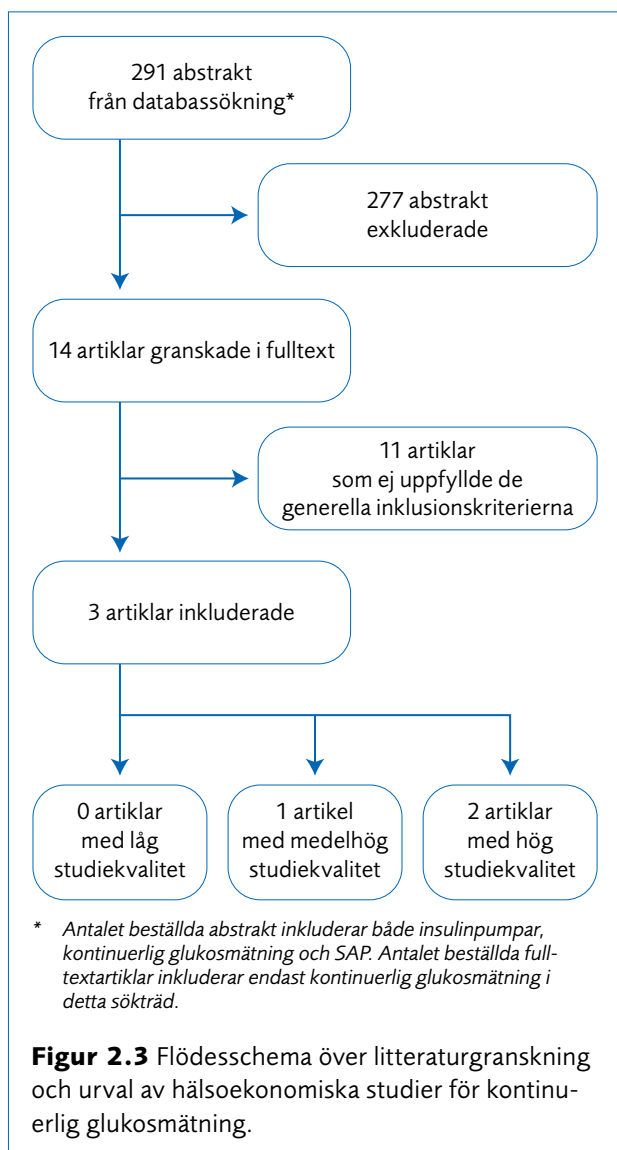 291 abstrakt
från databassökning*
277 abstrakt
exkluderade
14 artiklar granskade i fulltext
11 artiklar
som ej uppfyllde de
generella inklusionskriterierna
3 artiklar inkluderade
0 artiklar
med låg
studiekvalitet
1 artikel
med medelhög
studiekvalitet
2 artiklar
med hög
studiekvalitet
* Antalet beställda abstrakt inkluderar både insulinpumpar,
kontinuerlig glukosmätning och SAP. Antalet beställda full-
textartiklar inkluderar endast kontinuerlig glukosmätning i
detta sökträd.
Figur 2.3 Flödesschema över litteraturgranskning
och urval av hälsoekonomiska studier för kontinu-
erlig glukosmätning.